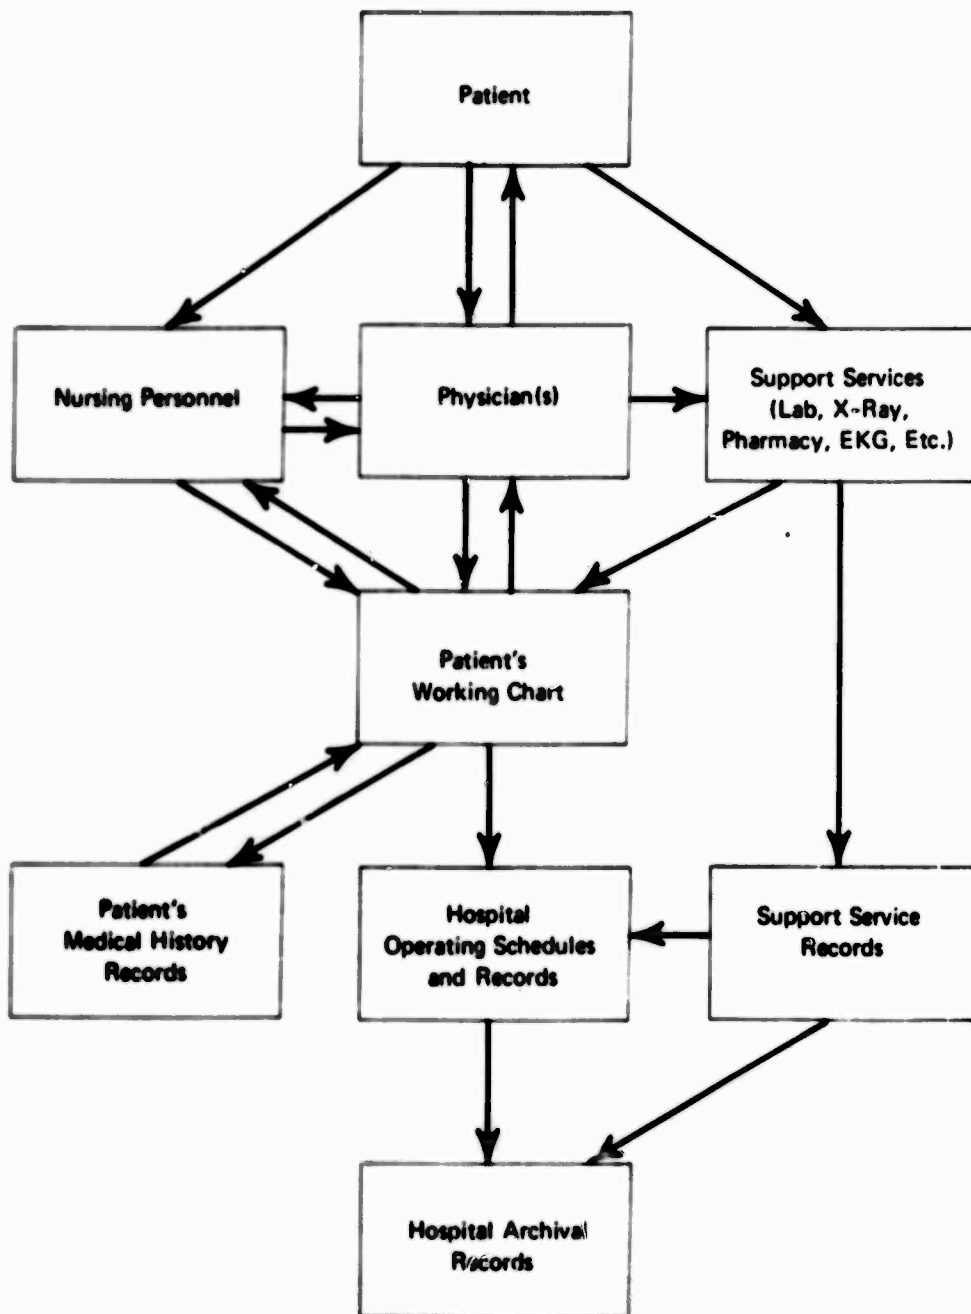 Patient
Nursing Personnel
Physician(s)
Support Services
(Lab, X-Ray,
Pharmacy, EKG, Etc.)
Patient's
Working Chart
Patient's
Medical History
Records
Hospital
Operating Schedules
and Records
Support Service
Records
Hospital Archival
Records